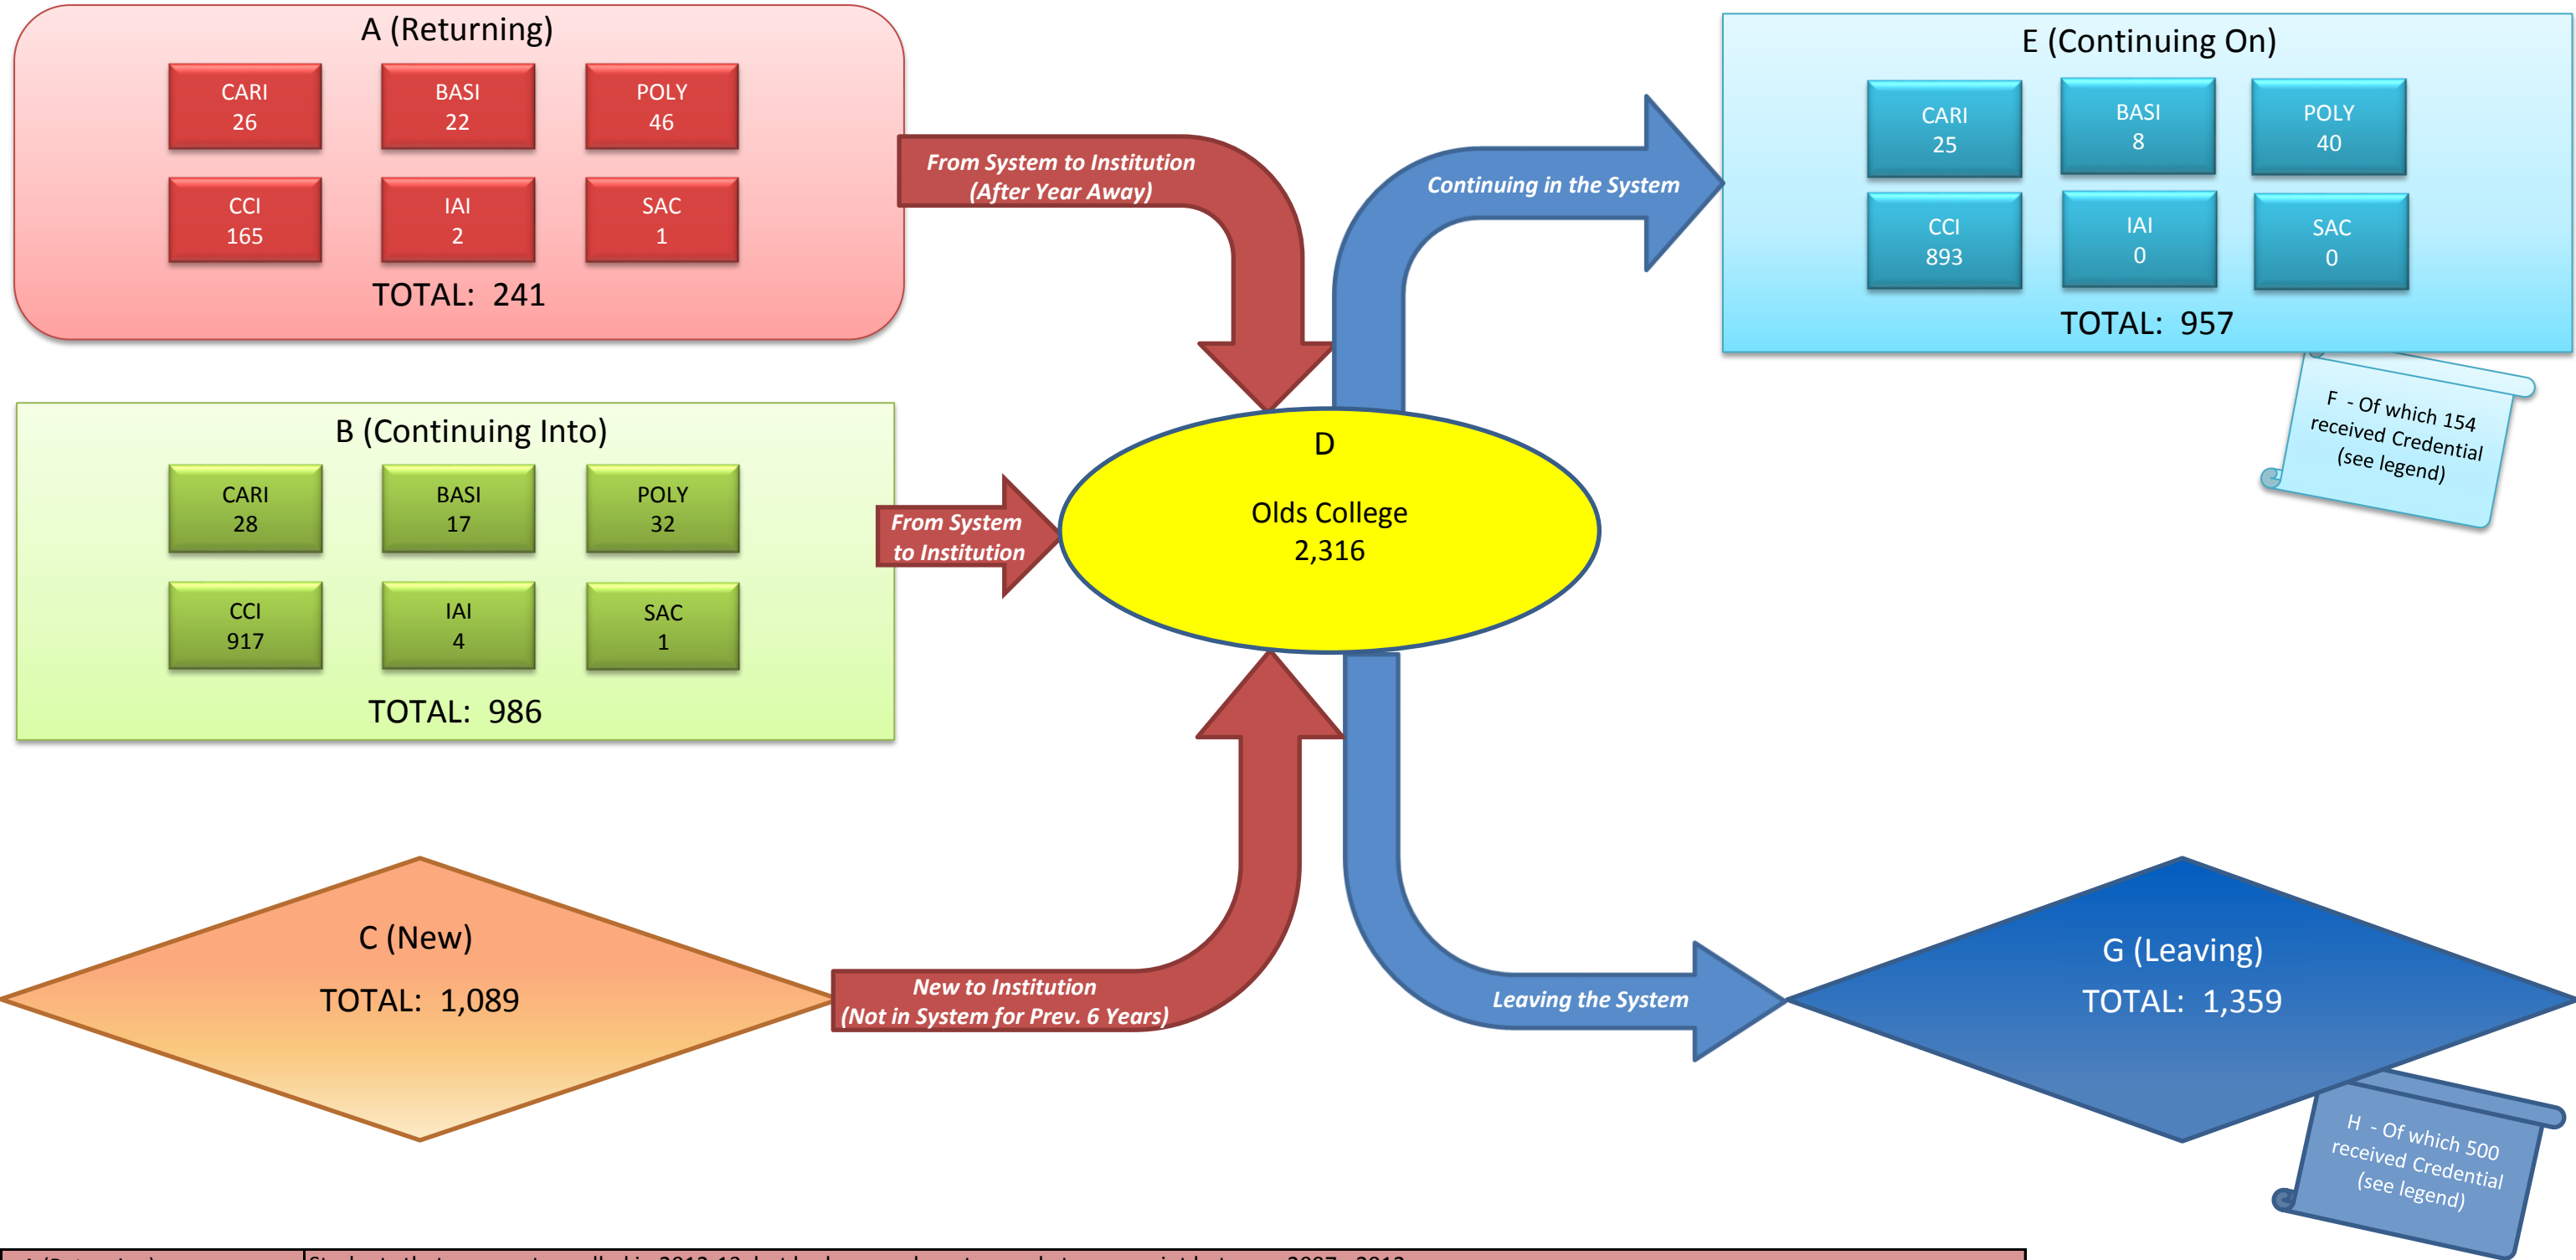 A (Returning)
CARI
26
BASI
22
POLY
46
CCI
165
IAI
2
SAC
1
TOTAL: 241
From System to Institution
(After Year Away)
Continuing in the System
E (Continuing On)
CARI
25
BASI
8
POLY
40
CCI
893
IAI
0
SAC
0
TOTAL: 957
F - Of which 154
received Credential
(see legend)
B (Continuing Into)
CARI
28
BASI
17
POLY
32
CCI
917
IAI
4
SAC
1
TOTAL: 986
From System
to Institution
D
Olds College
2,316
C (New)
TOTAL: 1,089
New to Institution
(Not in System for Prev. 6 Years)
Leaving the System
G (Leaving)
TOTAL: 1,359
H - Of which 500
received Credential
(see legend)